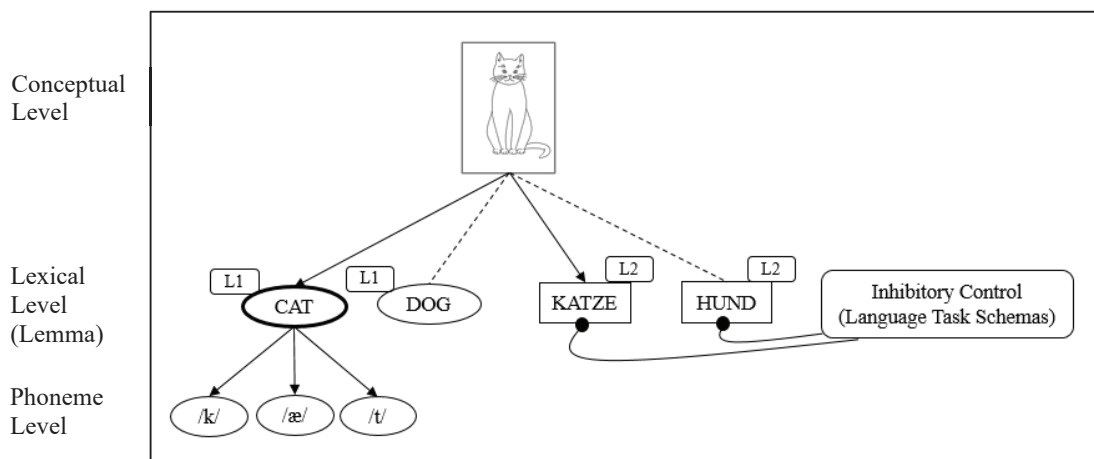 Conceptual
Level
Lexical
Level
(Lemma)
L1
L1
L2
L2
CAT
DOG
KATZE
HUND
Inhibitory Control
(Language Task Schemas)
Phoneme
Level
/k/
/æ/
/t/